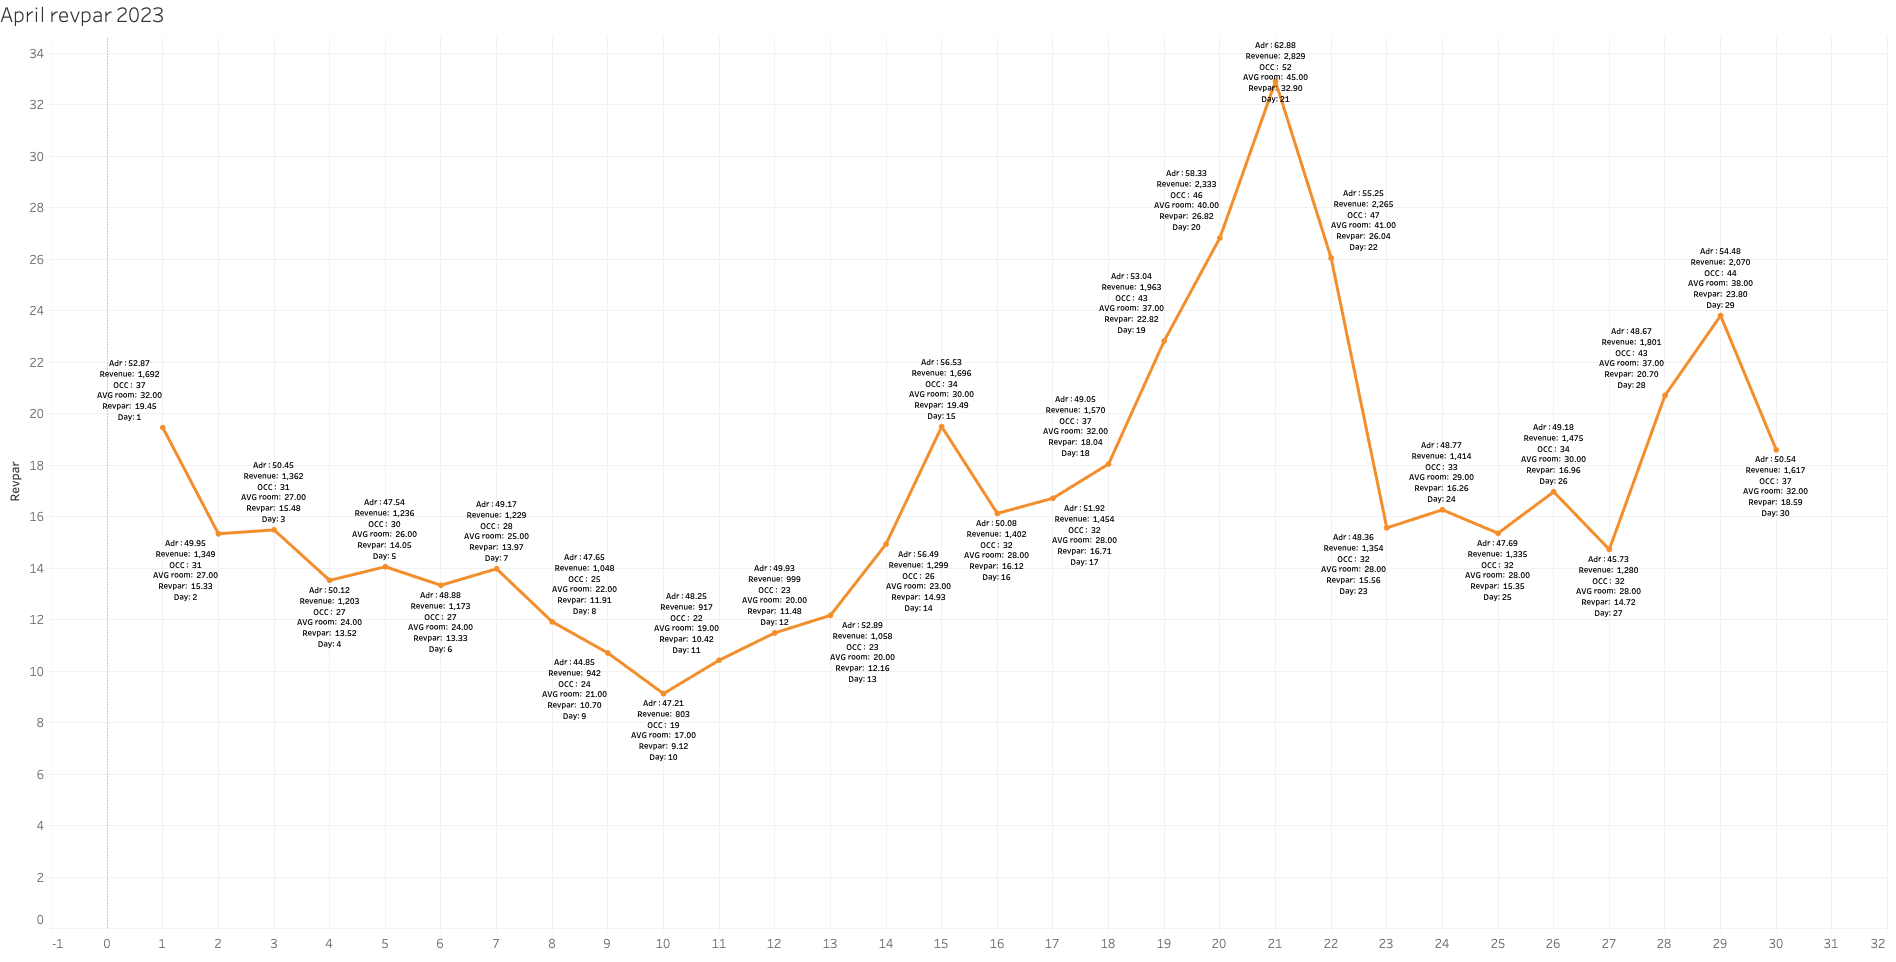 April revpar 2023
Revpar
34
32
30
28
26
24
22
20
18
16
14
12
10
8
6
4
2
0
Adr : 52.87
Revenue: 1,692
OCC : 37
AVG room: 32.00
Revpar: 19.45
Day: 1
Adr : 49.95
Revenue: 1,349
OCC : 31
AVG room: 27.00
Revpar: 15.33
Day: 2
Adr : 50.45
Revenue: 1,362
OCC : 31
AVG room: 27.00
Revpar: 15.48
Day: 3
Adr : 50.12
Revenue: 1,203
OCC : 27
AVG room: 24.00
Revpar: 13.52
Day: 4
Adr : 47.54
Revenue: 1,236
OCC : 30
AVG room: 26.00
Revpar: 14.05
Day: 5
Adr : 48.88
Revenue: 1,173
OCC : 27
AVG room: 24.00
Revpar: 13.33
Day: 6
Adr : 49.17
Revenue: 1,229
OCC : 28
AVG room: 25.00
Revpar: 13.97
Day: 7
Adr : 47.65
Revenue: 1,048
OCC : 25
AVG room: 22.00
Revpar: 11.91
Day: 8
Adr : 44.85
Revenue: 942
OCC : 24
AVG room: 21.00
Revpar: 10.70
Day: 9
Adr : 47.21
Revenue: 803
OCC : 19
AVG room: 17.00
Revpar: 9.12
Day: 10
Adr : 48.25
Revenue: 917
OCC : 22
AVG room: 19.00
Revpar: 10.42
Day: 11
Adr : 49.93
Revenue: 999
OCC : 23
AVG room: 20.00
Revpar: 11.48
Day: 12
Adr : 52.89
Revenue: 1,058
OCC : 23
AVG room: 20.00
Revpar: 12.16
Day: 13
Adr : 56.49
Revenue: 1,299
OCC : 26
AVG room: 23.00
Revpar: 14.93
Day: 14
Adr : 56.53
Revenue: 1,696
OCC : 34
AVG room: 30.00
Revpar: 19.49
Day: 15
Adr : 50.08
Revenue: 1,402
OCC : 32
AVG room: 28.00
Revpar: 16.12
Day: 16
Adr : 51.92
Revenue: 1,454
OCC : 32
AVG room: 28.00
Revpar: 16.71
Day: 17
Adr : 49.05
Revenue: 1,570
OCC : 37
AVG room: 32.00
Revpar: 18.04
Day: 18
Adr : 53.04
Revenue: 1,963
OCC : 43
AVG room: 37.00
Revpar: 22.82
Day: 19
Adr : 58.33
Revenue: 2,333
OCC : 46
AVG room: 40.00
Revpar: 26.82
Day: 20
Adr : 62.88
Revenue: 2,829
OCC : 52
AVG room: 45.00
Revpar: 32.90
Day: 21
Adr : 55.25
Revenue: 2,265
OCC : 47
AVG room: 41.00
Revpar: 26.04
Day: 22
Adr : 48.36
Revenue: 1,354
OCC : 32
AVG room: 28.00
Revpar: 15.56
Day: 23
Adr : 48.77
Revenue: 1,414
OCC : 33
AVG room: 29.00
Revpar: 16.26
Day: 24
Adr : 47.69
Revenue: 1,335
OCC : 32
AVG room: 28.00
Revpar: 15.35
Day: 25
Adr : 49.18
Revenue: 1,475
OCC : 34
AVG room: 30.00
Revpar: 16.96
Day: 26
Adr : 45.73
Revenue: 1,280
OCC : 32
AVG room: 28.00
Revpar: 14.72
Day: 27
Adr : 48.67
Revenue: 1,801
OCC : 43
AVG room: 37.00
Revpar: 20.70
Day: 28
Adr : 54.48
Revenue: 2,070
OCC : 44
AVG room: 38.00
Revpar: 23.80
Day: 29
Adr : 50.54
Revenue: 1,617
OCC : 37
AVG room: 32.00
Revpar: 18.59
Day: 30
-1 0 1 2 3 4 5 6 7 8 9 10 11 12 13 14 15 16 17 18 19 20 21 22 23 24 25 26 27 28 29 30 31 32